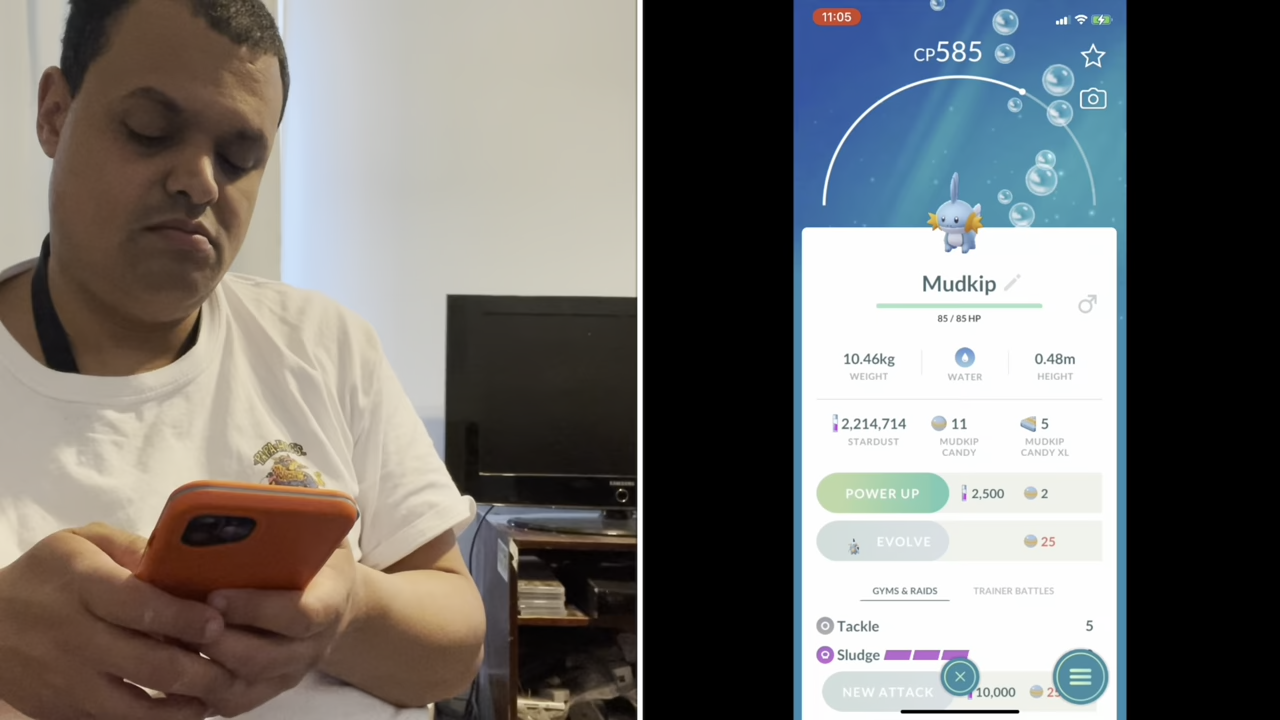 11:05
CP585
Mudkip
85 / 85 HP
10.46kg
WEIGHT
WATER
0.48m
HEIGHT
2,214,714
STARDUST
11
MUDKIP
CANDY
5
MUDKIP
CANDY XL
POWER UP
2,500
2
EVOLVE
25
GYMS & RAIDS
TRAINER BATTLES
Tackle
5
Sludge
NEW ATTACK
10,000